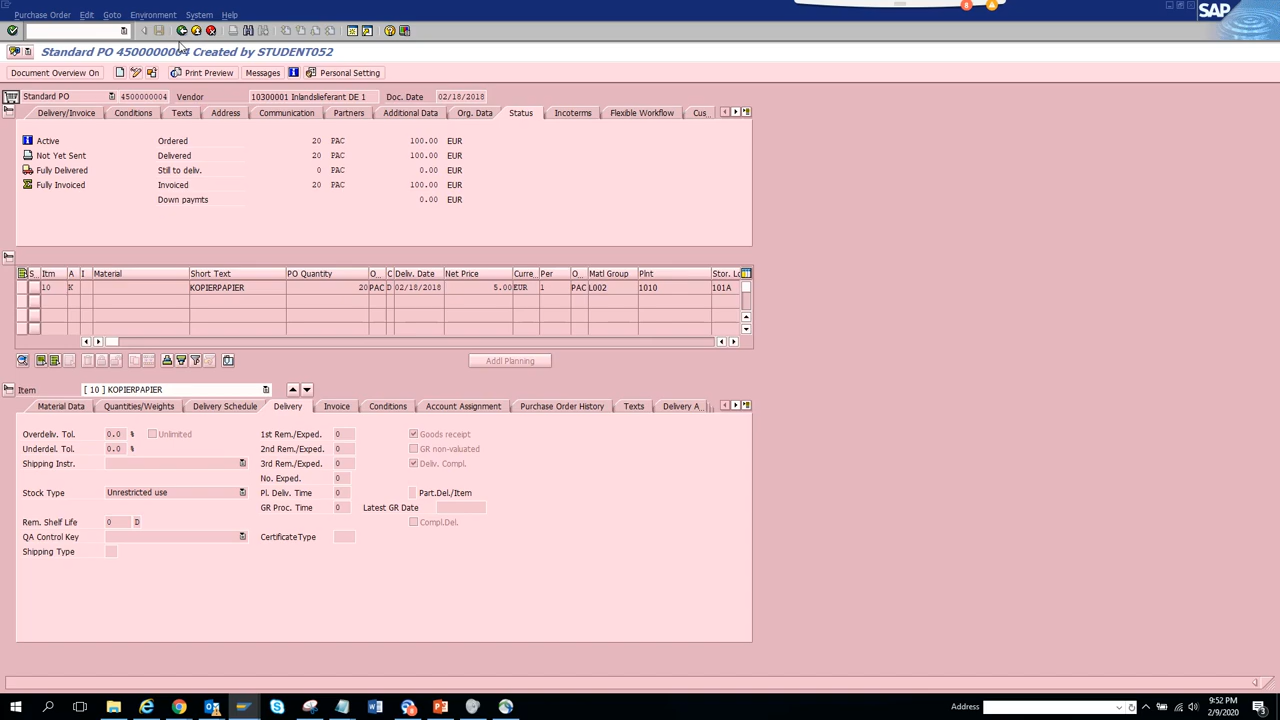 Purchase Order Edit Goto Environment System Help
SAP
8
Standard PO 4500000004 Created by STUDENT052
Document Overview On Print Preview Messages Personal Setting
Standard PO 4500000004 Vendor 10300001 Inlandslieferant DE 1 Doc. Date 02/18/2018
Delivery/Invoice Conditions Texts Address Communication Partners Additional Data Org. Data Status Incoterms Flexible Workflow Cus...
Active Ordered 20 PAC 100.00 EUR
Not Yet Sent Delivered 20 PAC 100.00 EUR
Fully Delivered Still to deliv. 0 PAC 0.00 EUR
Fully Invoiced Invoiced 20 PAC 100.00 EUR
Down paymts 0.00 EUR
S... Itm A I Material Short Text PO Quantity O... C Deliv. Date Net Price Curre... Per O... Matl Group Plnt Stor. Lo
10 K KOPIERPAPIER 20 PAC D 02/18/2018 5.00 EUR 1 PAC L002 1010 101A
Addl Planning
Item [ 10 ] KOPIERPAPIER
Material Data Quantities/Weights Delivery Schedule Delivery Invoice Conditions Account Assignment Purchase Order History Texts Delivery A...
Overdeliv. Tol. 0.0 % Unlimited 1st Rem./Exped. 0 Goods receipt
Underdel. Tol. 0.0 % 2nd Rem./Exped. 0 GR non-valuated
Shipping Instr. 3rd Rem./Exped. 0 Deliv. Compl.
No. Exped. 0
Stock Type Unrestricted use Pl. Deliv. Time 0 Part.Del./Item
GR Proc. Time 0 Latest GR Date
Rem. Shelf Life 0 D Compl.Del.
QA Control Key CertificateType
Shipping Type
Address
9:52 PM
2/9/2020
3